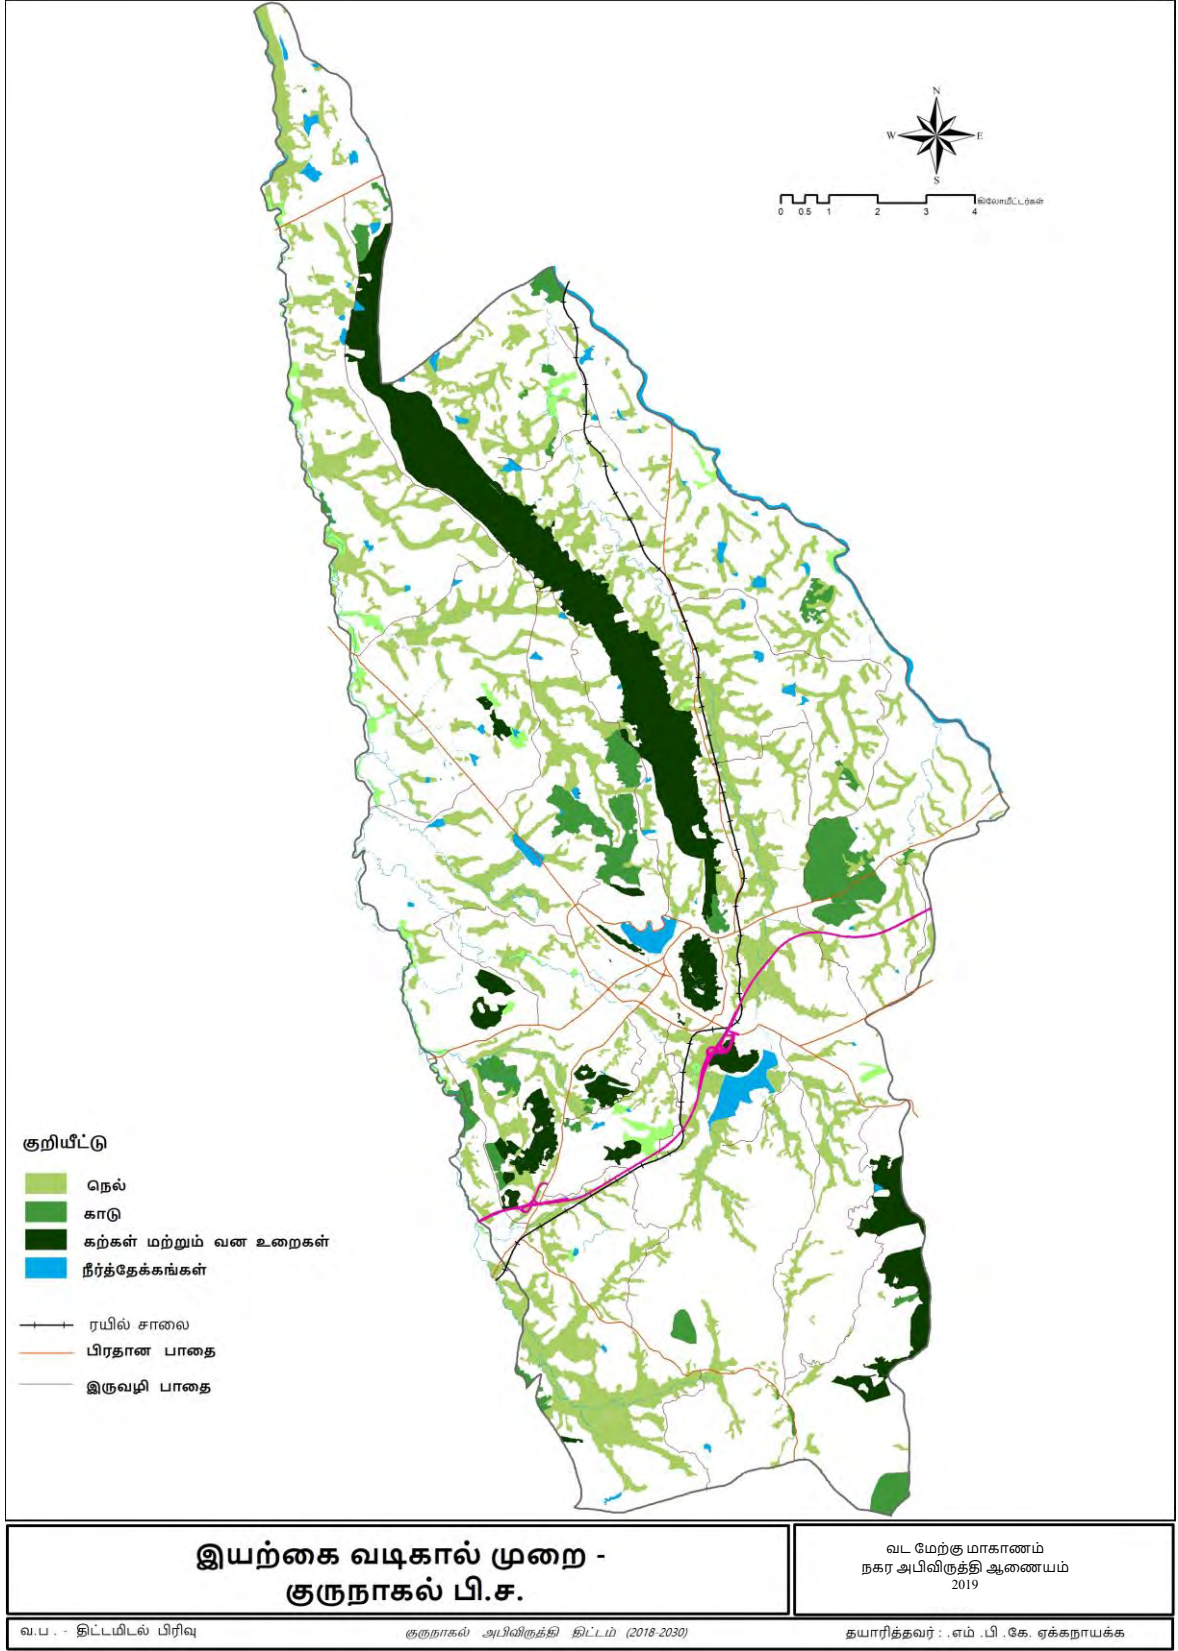 N
W E
S
0 0.5 1 2 3 4 கிலோமீட்டர்கள்
குறியீட்டு
நெல்
காடு
கற்கள் மற்றும் வன உறைகள்
நீர்த்தேக்கங்கள்
ரயில் சாலை
பிரதான பாதை
இருவழி பாதை
இயற்கை வடிகால் முறை -
குருநாகல் பி.ச.
வட மேற்கு மாகாணம்
நகர அபிவிருத்தி ஆணையம்
2019
வ.ப . - திட்டமிடல் பிரிவு
குருநாகல் அபிவிருத்தி திட்டம் (2018-2030)
தயாரித்தவர் : .எம் .பி .கே. ஏக்கநாயக்க